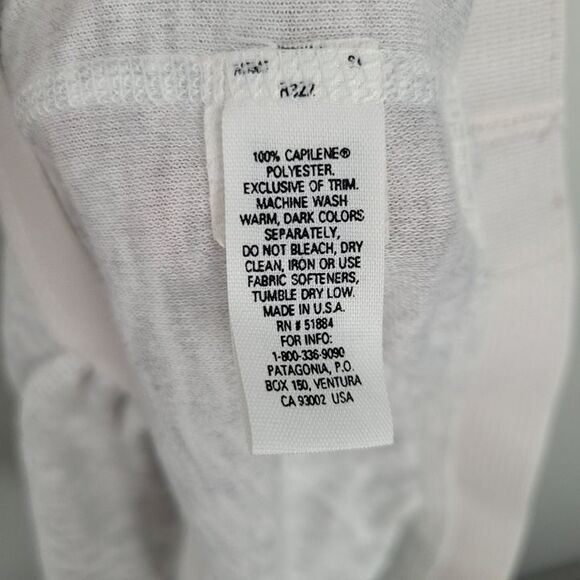 100% CAPILENE®
POLYESTER.
EXCLUSIVE OF TRIM.
MACHINE WASH
WARM, DARK COLORS
SEPARATELY,
DO NOT BLEACH, DRY
CLEAN, IRON OR USE
FABRIC SOFTENERS,
TUMBLE DRY LOW.
MADE IN U.S.A.
RN # 51884
FOR INFO:
1-800-336-9090
PATAGONIA, P.O.
BOX 150, VENTURA
CA 93002 USA